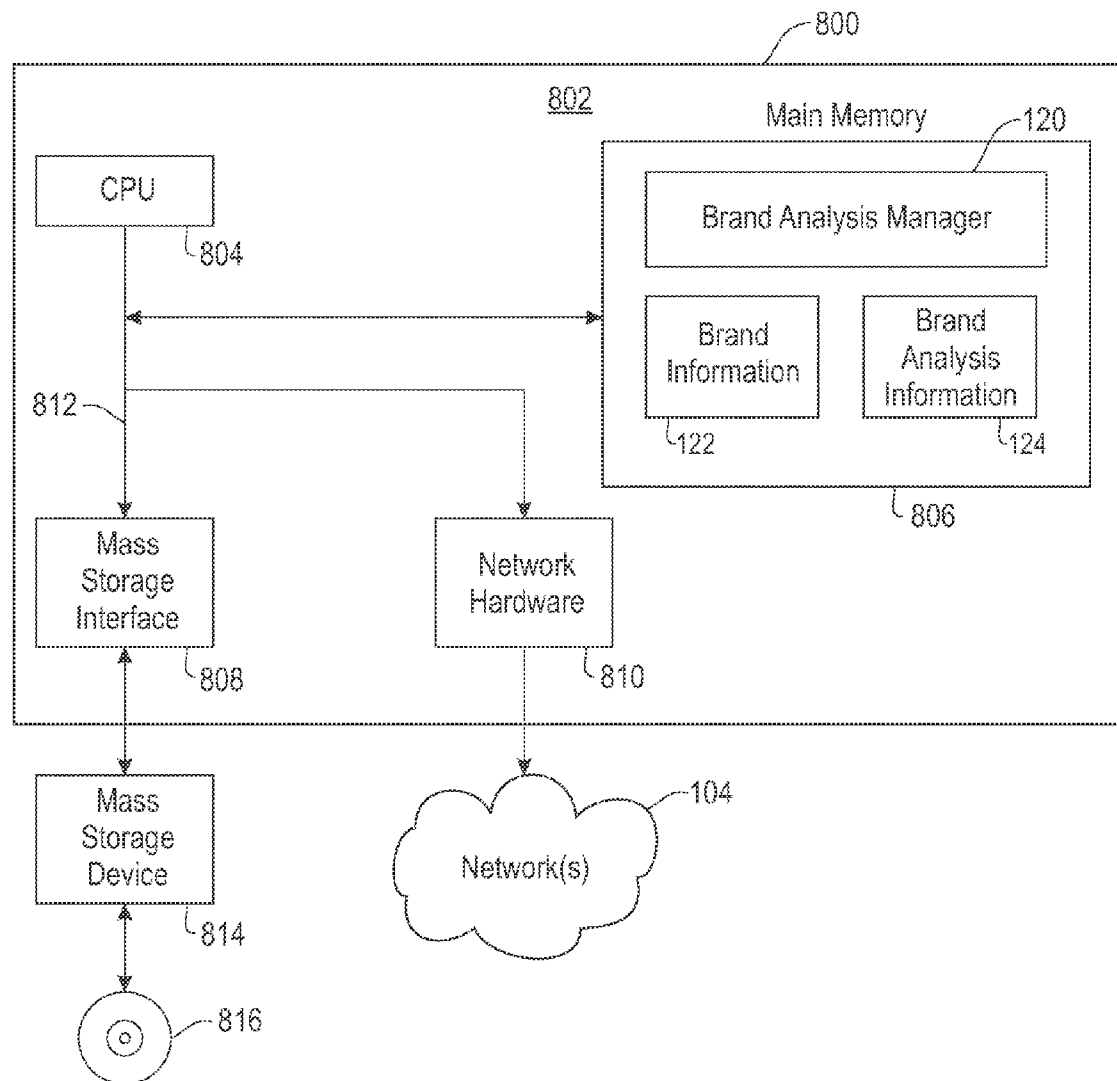 800
802
Main Memory
120
CPU
804
Brand Analysis Manager
Brand
Information
122
Brand
Analysis
Information
124
806
812
Mass
Storage
Interface
808
Network
Hardware
810
Mass
Storage
Device
814
Network(s)
104
816